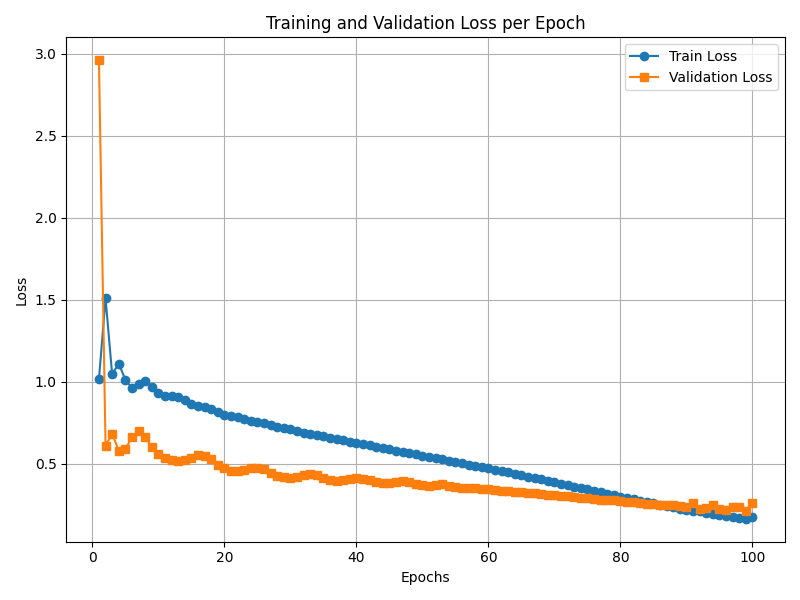 Training and Validation Loss per Epoch
Train Loss
Validation Loss
3.0
2.5
2.0
1.5
1.0
0.5
Loss
0 20 40 60 80 100
Epochs